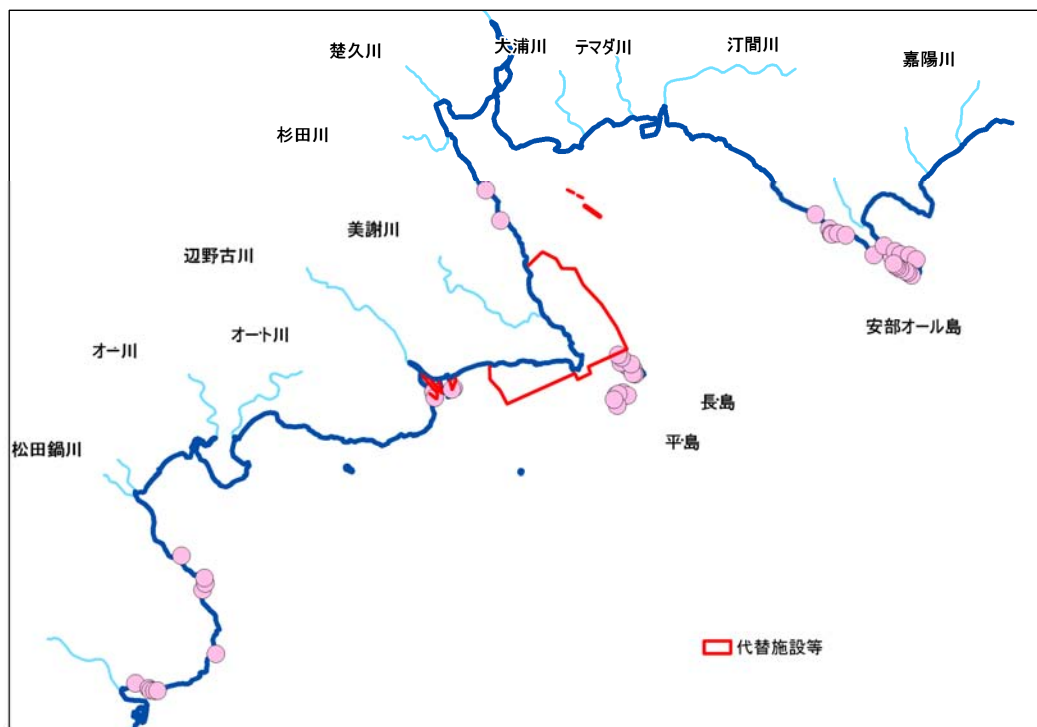 楚久川
大浦川
テマダ川
汀間川
嘉陽川
杉田川
美謝川
辺野古川
オー川
オート川
安部オール島
長島
平島
松田鍋川
代替施設等